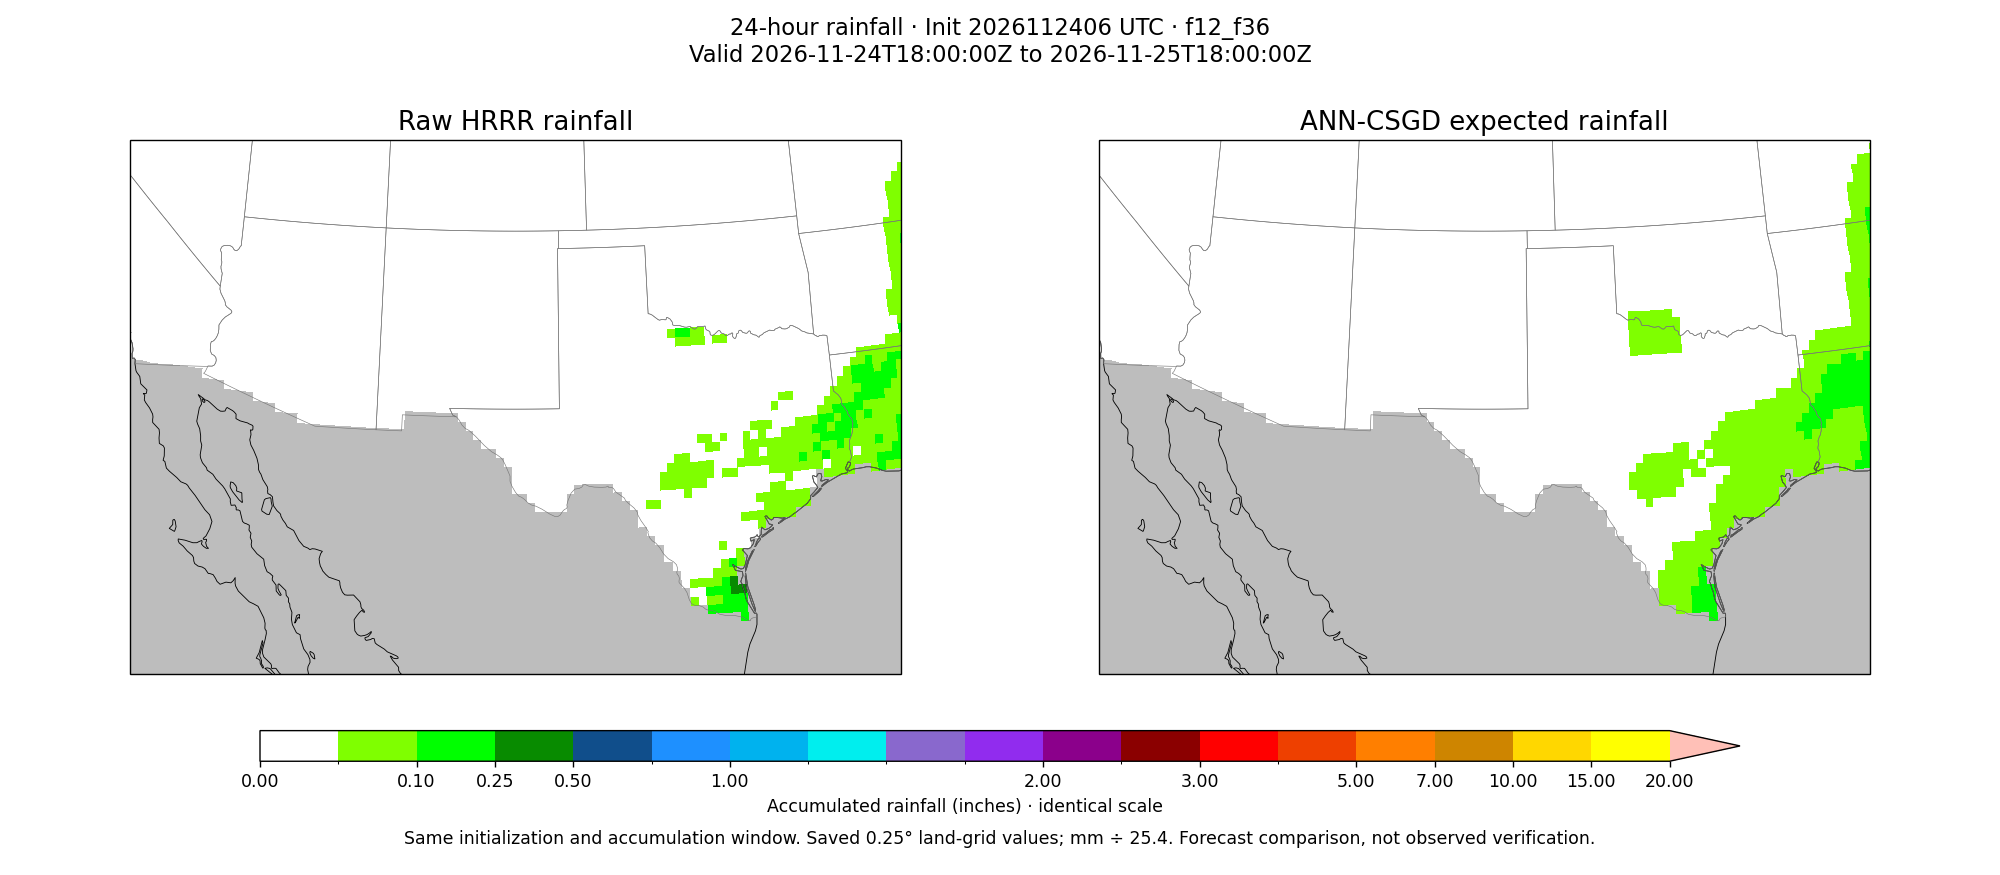 24-hour rainfall · Init 2026112406 UTC · f12_f36
Valid 2026-11-24T18:00:00Z to 2026-11-25T18:00:00Z
Raw HRRR rainfall
ANN-CSGD expected rainfall
0.00 0.10 0.25 0.50 1.00 2.00 3.00 5.00 7.00 10.00 15.00 20.00
Accumulated rainfall (inches) · identical scale
Same initialization and accumulation window. Saved 0.25° land-grid values; mm ÷ 25.4. Forecast comparison, not observed verification.